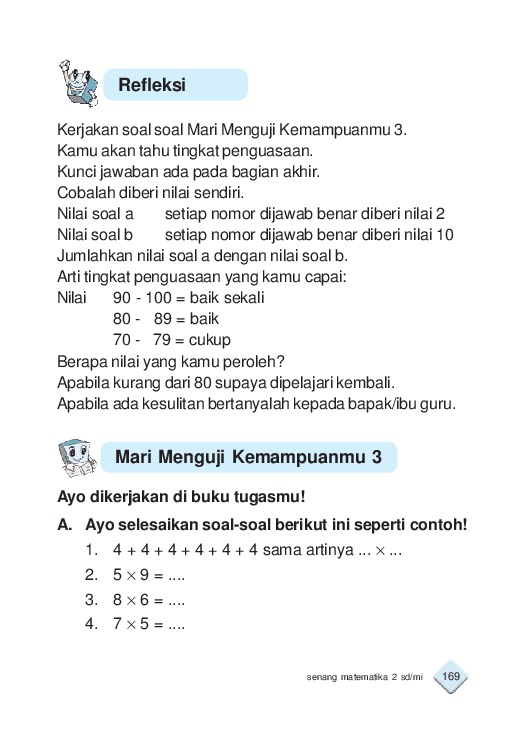 Refleksi
Kerjakan soal soal Mari Menguji Kemampuanmu 3.
Kamu akan tahu tingkat penguasaan.
Kunci jawaban ada pada bagian akhir.
Cobalah diberi nilai sendiri.
Nilai soal a setiap nomor dijawab benar diberi nilai 2
Nilai soal b setiap nomor dijawab benar diberi nilai 10
Jumlahkan nilai soal a dengan nilai soal b.
Arti tingkat penguasaan yang kamu capai:
Nilai 90 - 100 = baik sekali
80 - 89 = baik
70 - 79 = cukup
Berapa nilai yang kamu peroleh?
Apabila kurang dari 80 supaya dipelajari kembali.
Apabila ada kesulitan bertanyalah kepada bapak/ibu guru.
Mari Menguji Kemampuanmu 3
Ayo dikerjakan di buku tugasmu!
A. Ayo selesaikan soal-soal berikut ini seperti contoh!
1. 4 + 4 + 4 + 4 + 4 + 4 sama artinya ... × ...
2. 5 × 9 = ....
3. 8 × 6 = ....
4. 7 × 5 = ....
senang matematika 2 sd/mi 169